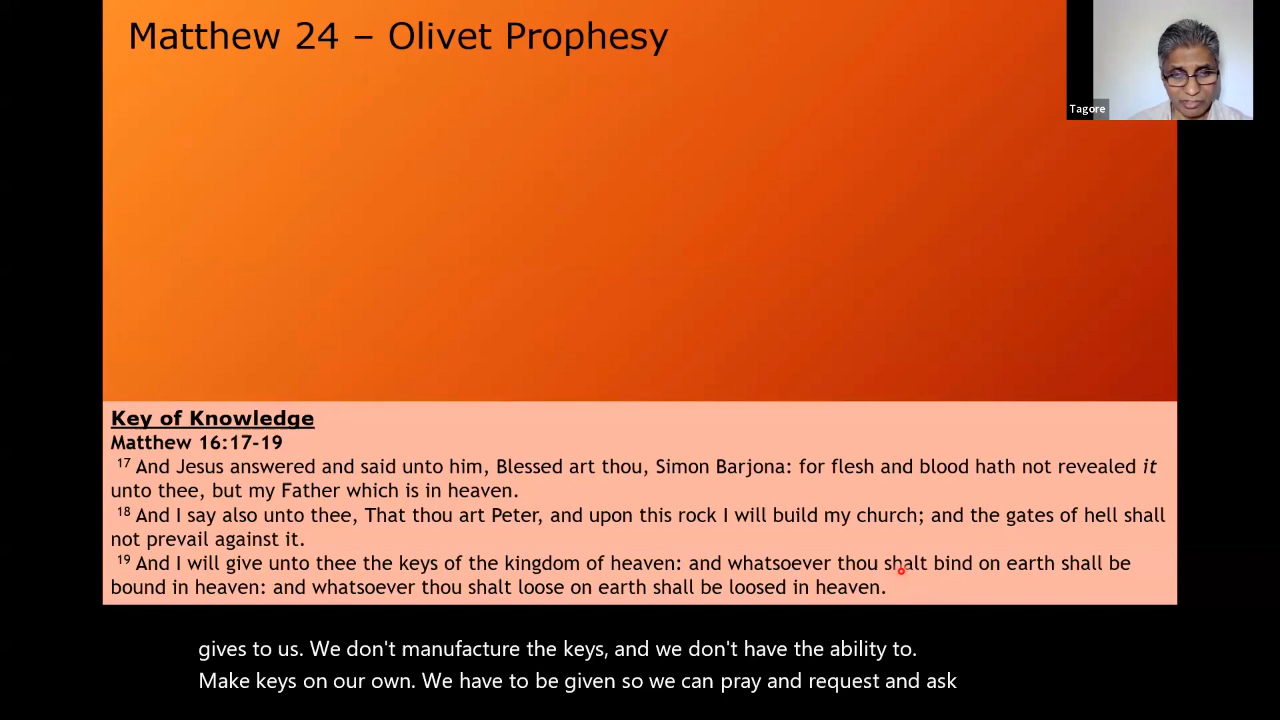 Matthew 24 – Olivet Prophesy
Tagore
Key of Knowledge
Matthew 16:17-19
17 And Jesus answered and said unto him, Blessed art thou, Simon Barjona: for flesh and blood hath not revealed it
unto thee, but my Father which is in heaven.
18 And I say also unto thee, That thou art Peter, and upon this rock I will build my church; and the gates of hell shall
not prevail against it.
19 And I will give unto thee the keys of the kingdom of heaven: and whatsoever thou shalt bind on earth shall be
bound in heaven: and whatsoever thou shalt loose on earth shall be loosed in heaven.
gives to us. We don't manufacture the keys, and we don't have the ability to.
Make keys on our own. We have to be given so we can pray and request and ask